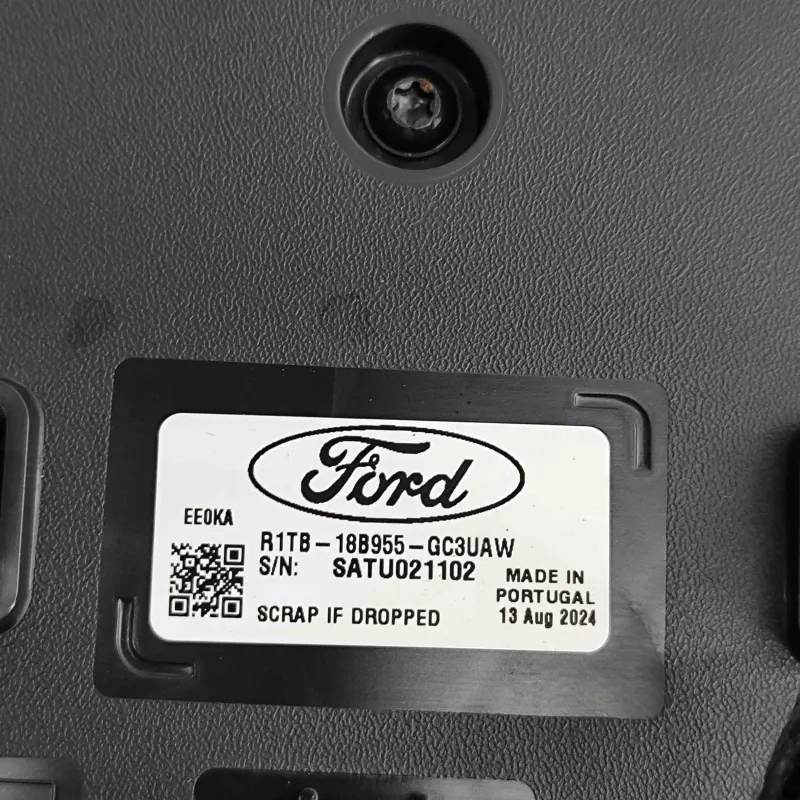 Ford
EE0KA
R1TB-18B955-GC3UAW
S/N: SATU021102
MADE IN
PORTUGAL
SCRAP IF DROPPED
13 Aug 2024